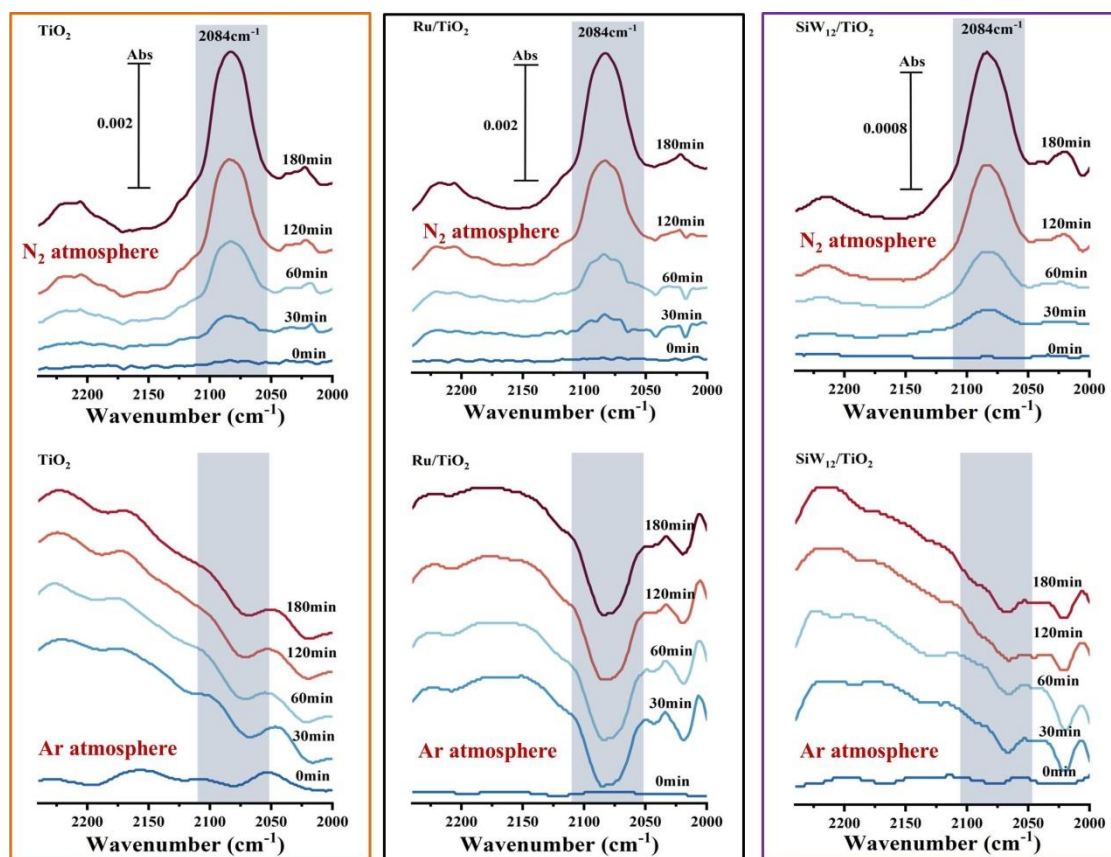 TiO₂
2084cm⁻¹
Abs
0.002
180min
120min
N₂ atmosphere
60min
30min
0min
2200 2150 2100 2050 2000
Wavenumber (cm⁻¹)
Ru/TiO₂
2084cm⁻¹
Abs
0.002
180min
N₂ atmosphere
120min
60min
30min
0min
2200 2150 2100 2050 2000
Wavenumber (cm⁻¹)
SiW₁₂/TiO₂
2084cm⁻¹
Abs
0.0008
180min
N₂ atmosphere
120min
60min
30min
0min
2200 2150 2100 2050 2000
Wavenumber (cm⁻¹)
TiO₂
180min
120min
60min
30min
Ar atmosphere
0min
2200 2150 2100 2050 2000
Wavenumber (cm⁻¹)
Ru/TiO₂
180min
120min
60min
30min
Ar atmosphere
0min
2200 2150 2100 2050 2000
Wavenumber (cm⁻¹)
SiW₁₂/TiO₂
180min
120min
60min
30min
Ar atmosphere
0min
2200 2150 2100 2050 2000
Wavenumber (cm⁻¹)